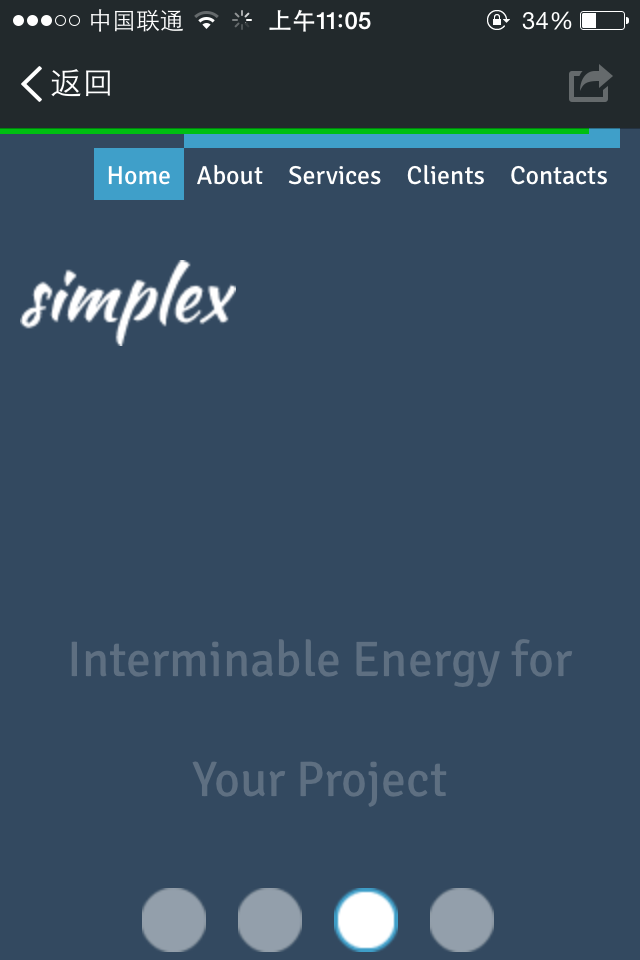 中国联通 上午11:05 34%
返回
Home About Services Clients Contacts
simplex
Interminable Energy for
Your Project